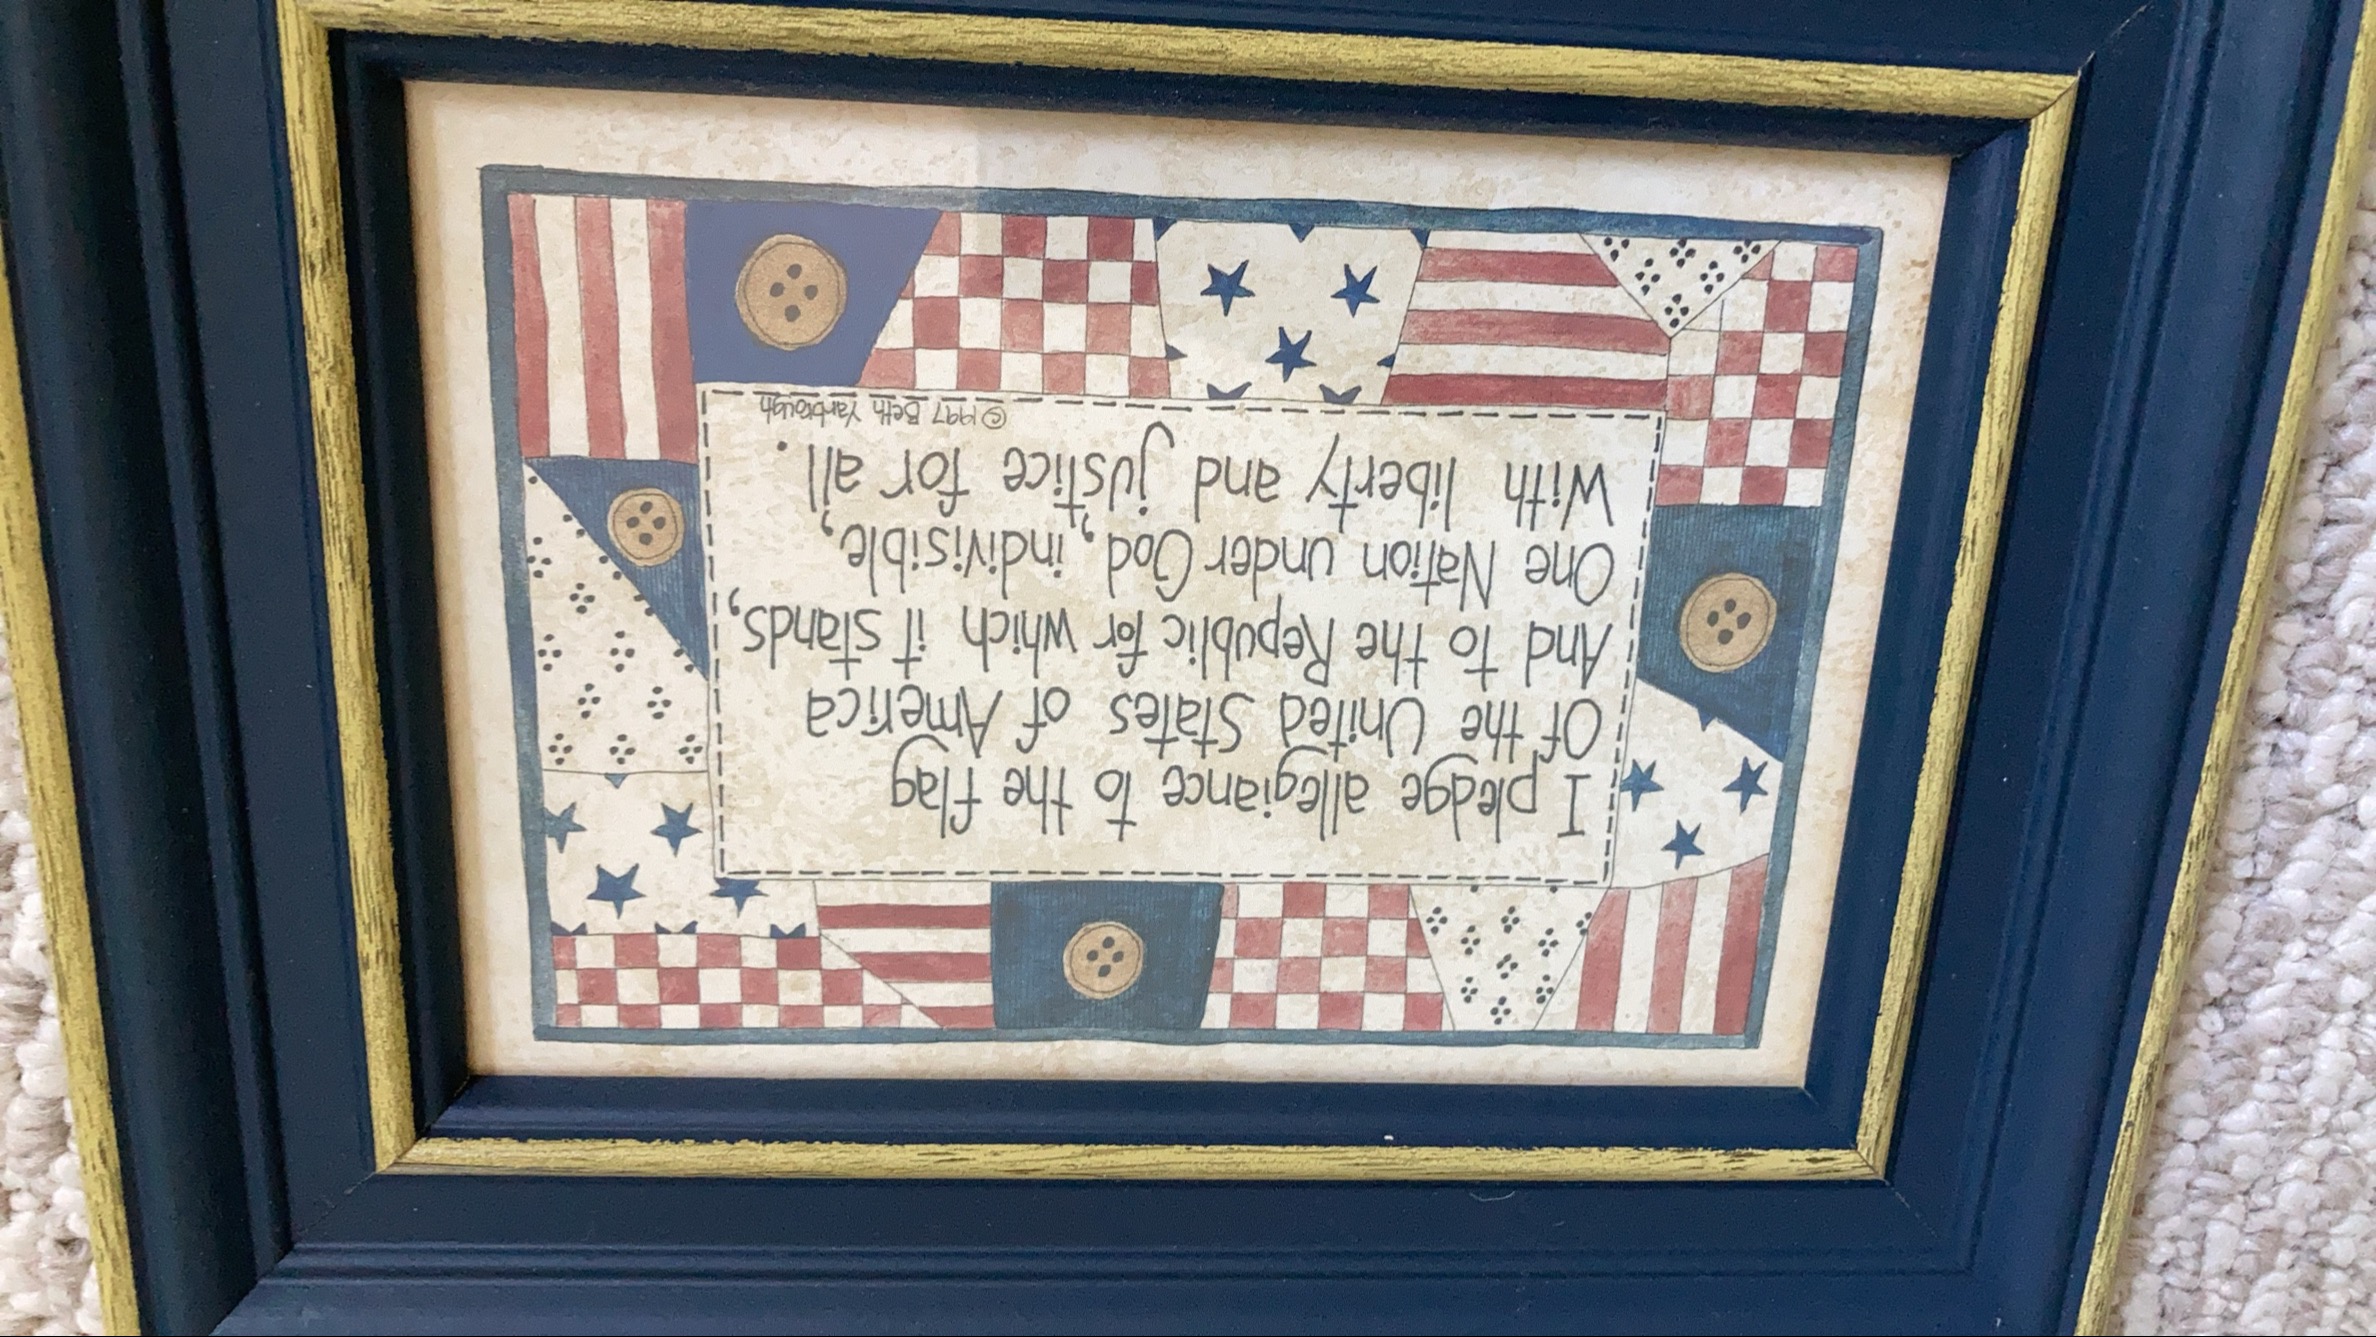 I pledge allegiance to the flag
Of the United States of America
And to the Republic for which it stands,
One Nation under God, indivisible,
With liberty and justice for all.
©1997 Beth Yarbrough